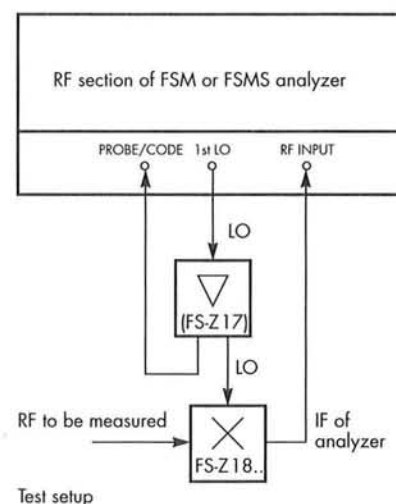 RF section of FSM or FSMS analyzer
PROBE/CODE 1st LO RF INPUT
LO
(FS-Z17)
LO
RF to be measured
IF of
analyzer
FS-Z18..
Test setup